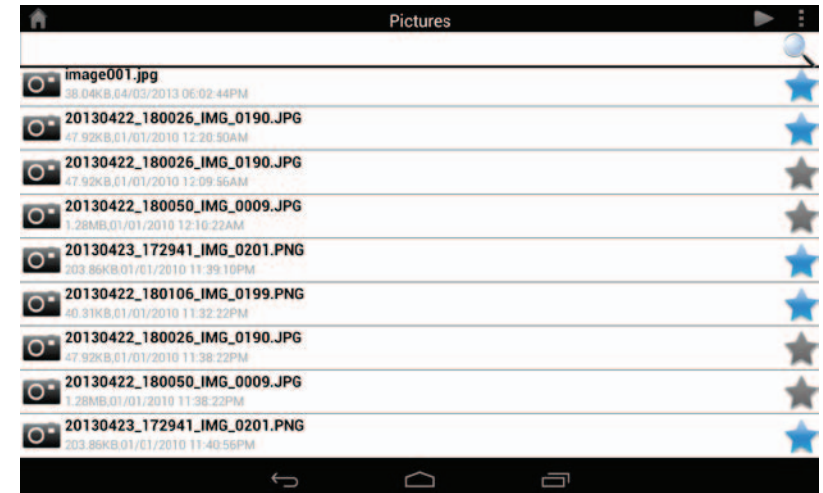 Pictures
image001.jpg
38.04KB,04/03/2013 06:02:44PM
20130422_180026_IMG_0190.JPG
47.92KB,01/01/2010 12:20:50AM
20130422_180026_IMG_0190.JPG
47.92KB,01/01/2010 12:09:56AM
20130422_180050_IMG_0009.JPG
1.28MB,01/01/2010 12:10:22AM
20130423_172941_IMG_0201.PNG
203.86KB,01/01/2010 11:39:10PM
20130422_180106_IMG_0199.PNG
40.31KB,01/01/2010 11:32:22PM
20130422_180026_IMG_0190.JPG
47.92KB,01/01/2010 11:38:22PM
20130422_180050_IMG_0009.JPG
1.28MB,01/01/2010 11:38:22PM
20130423_172941_IMG_0201.PNG
203.86KB,01/01/2010 11:40:56PM